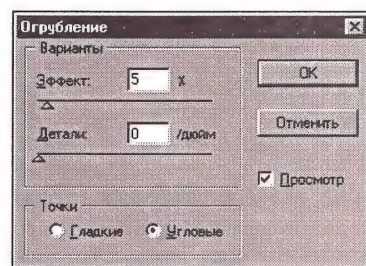 Огрубление
Варианты
Эффект: 5 %
OK
Отменить
Детали: 0 /дюйм
Просмотр
Точки
Гладкие Угловые